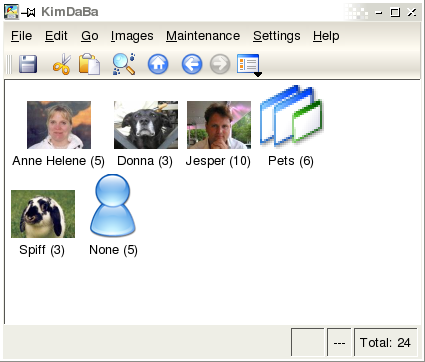 KimDaBa
File Edit Go Images Maintenance Settings Help
Anne Helene (5) Donna (3) Jesper (10) Pets (6)
Spiff (3) None (5)
--- Total: 24